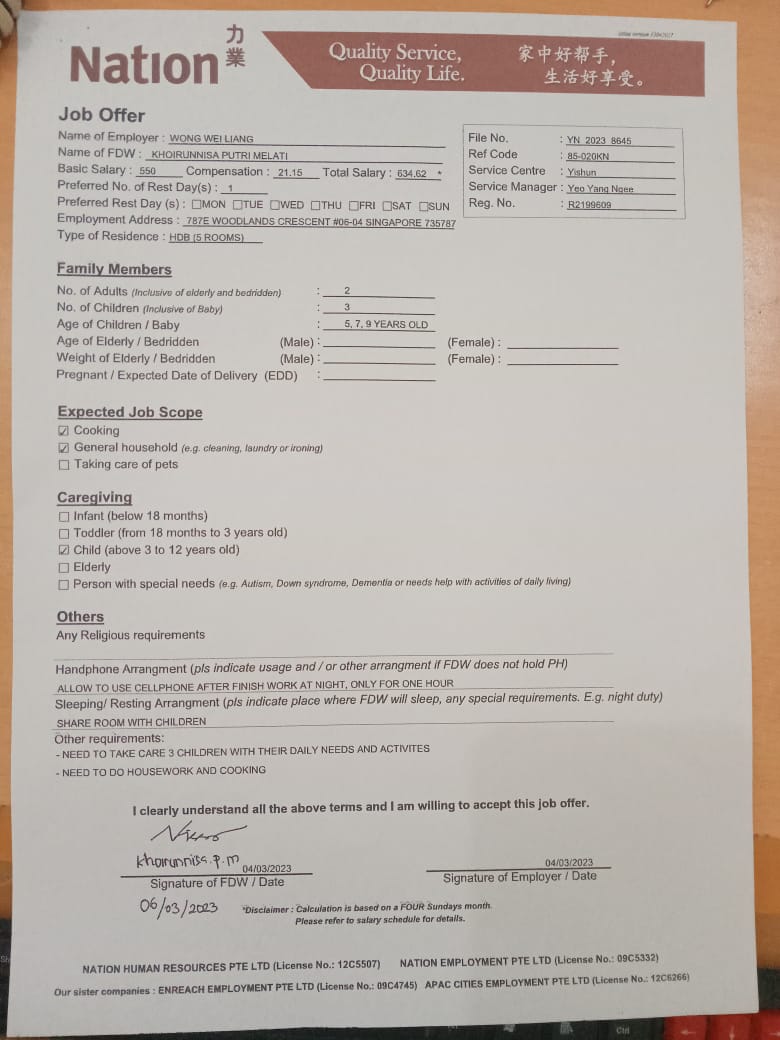 Nation 力業
Quality Service,
Quality Life.
家中好帮手，
生活好享受。
Job Offer
Name of Employer : WONG WEI LIANG
Name of FDW : KHOIRUNNISA PUTRI MELATI
Basic Salary : 550 Compensation : 21.15 Total Salary : 634.62 *
Preferred No. of Rest Day(s) : 1
Preferred Rest Day (s) : ☐MON ☐TUE ☐WED ☐THU ☐FRI ☐SAT ☐SUN
Employment Address : 787E WOODLANDS CRESCENT #06-04 SINGAPORE 735787
Type of Residence : HDB (5 ROOMS)
File No. : YN_2023_8645
Ref Code : 85-020KN
Service Centre : Yishun
Service Manager : Yeo Yang Ngee
Reg. No. : R2199609
Family Members
No. of Adults (Inclusive of elderly and bedridden) : 2
No. of Children (Inclusive of Baby) : 3
Age of Children / Baby : 5, 7, 9 YEARS OLD
Age of Elderly / Bedridden (Male) : (Female) :
Weight of Elderly / Bedridden (Male) : (Female) :
Pregnant / Expected Date of Delivery (EDD) :
Expected Job Scope
☑ Cooking
☑ General household (e.g. cleaning, laundry or ironing)
☐ Taking care of pets
Caregiving
☐ Infant (below 18 months)
☐ Toddler (from 18 months to 3 years old)
☑ Child (above 3 to 12 years old)
☐ Elderly
☐ Person with special needs (e.g. Autism, Down syndrome, Dementia or needs help with activities of daily living)
Others
Any Religious requirements
Handphone Arrangment (pls indicate usage and / or other arrangment if FDW does not hold PH)
ALLOW TO USE CELLPHONE AFTER FINISH WORK AT NIGHT, ONLY FOR ONE HOUR
Sleeping/ Resting Arrangment (pls indicate place where FDW will sleep, any special requirements. E.g. night duty)
SHARE ROOM WITH CHILDREN
Other requirements:
- NEED TO TAKE CARE 3 CHILDREN WITH THEIR DAILY NEEDS AND ACTIVITES
- NEED TO DO HOUSEWORK AND COOKING
I clearly understand all the above terms and I am willing to accept this job offer.
khoirunnisa.p.m 04/03/2023
04/03/2023
Signature of FDW / Date
Signature of Employer / Date
06/03/2023
*Disclaimer : Calculation is based on a FOUR Sundays month.
Please refer to salary schedule for details.
NATION HUMAN RESOURCES PTE LTD (License No.: 12C5507) NATION EMPLOYMENT PTE LTD (License No.: 09C5332)
Our sister companies : ENREACH EMPLOYMENT PTE LTD (License No.: 09C4745) APAC CITIES EMPLOYMENT PTE LTD (License No.: 12C6266)
Ctrl